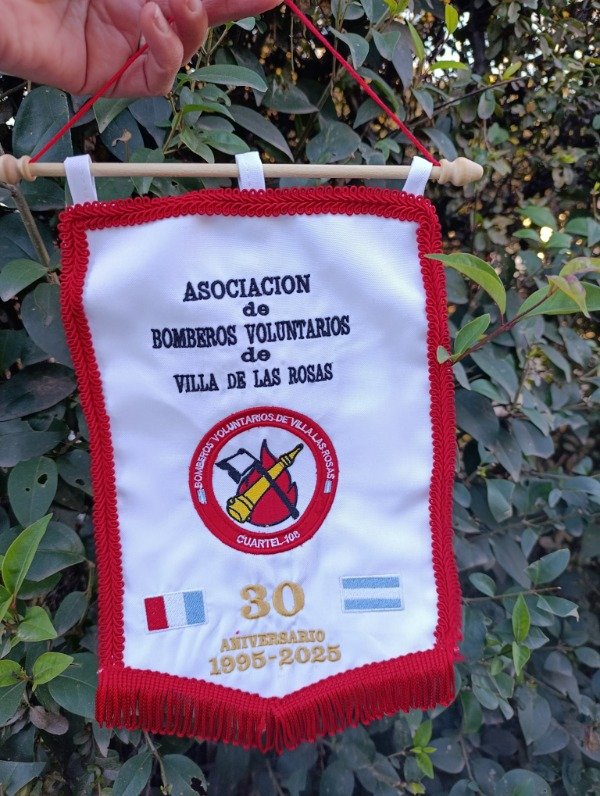 ASOCIACION
de
BOMBEROS VOLUNTARIOS
de
VILLA DE LAS ROSAS
BOMBEROS VOLUNTARIOS DE VILLA LAS ROSAS
CUARTEL 108
30
ANIVERSARIO
1995-2025